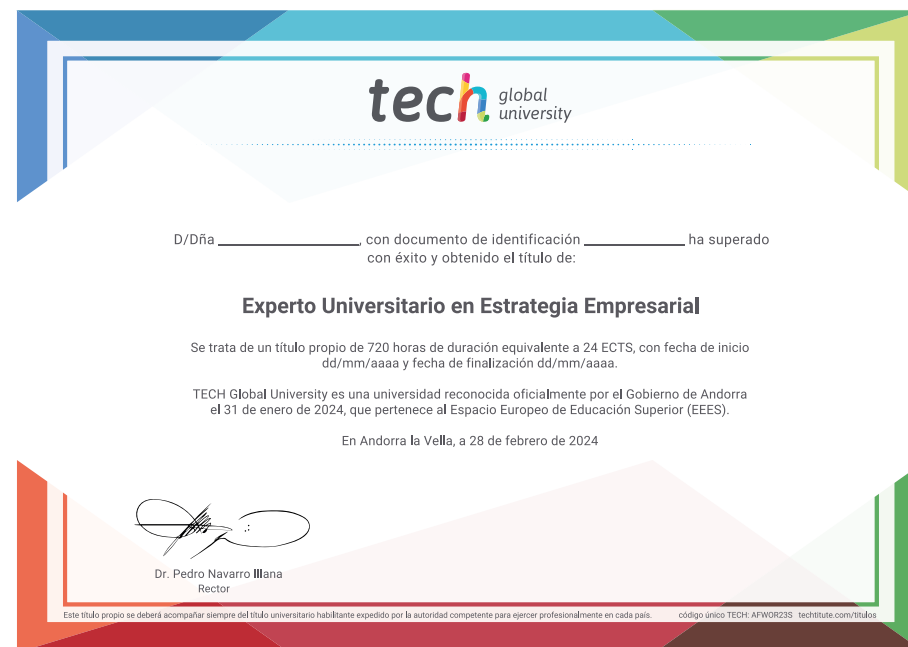 tech global university
D/Dña ____________________, con documento de identificación ______________ ha superado
con éxito y obtenido el título de:
Experto Universitario en Estrategia Empresarial
Se trata de un título propio de 720 horas de duración equivalente a 24 ECTS, con fecha de inicio
dd/mm/aaaa y fecha de finalización dd/mm/aaaa.
TECH Global University es una universidad reconocida oficialmente por el Gobierno de Andorra
el 31 de enero de 2024, que pertenece al Espacio Europeo de Educación Superior (EEES).
En Andorra la Vella, a 28 de febrero de 2024
Dr. Pedro Navarro Illana
Rector
Este título propio se deberá acompañar siempre del título universitario habilitante expedido por la autoridad competente para ejercer profesionalmente en cada país. código único TECH: AFWOR23S techtitute.com/titulos